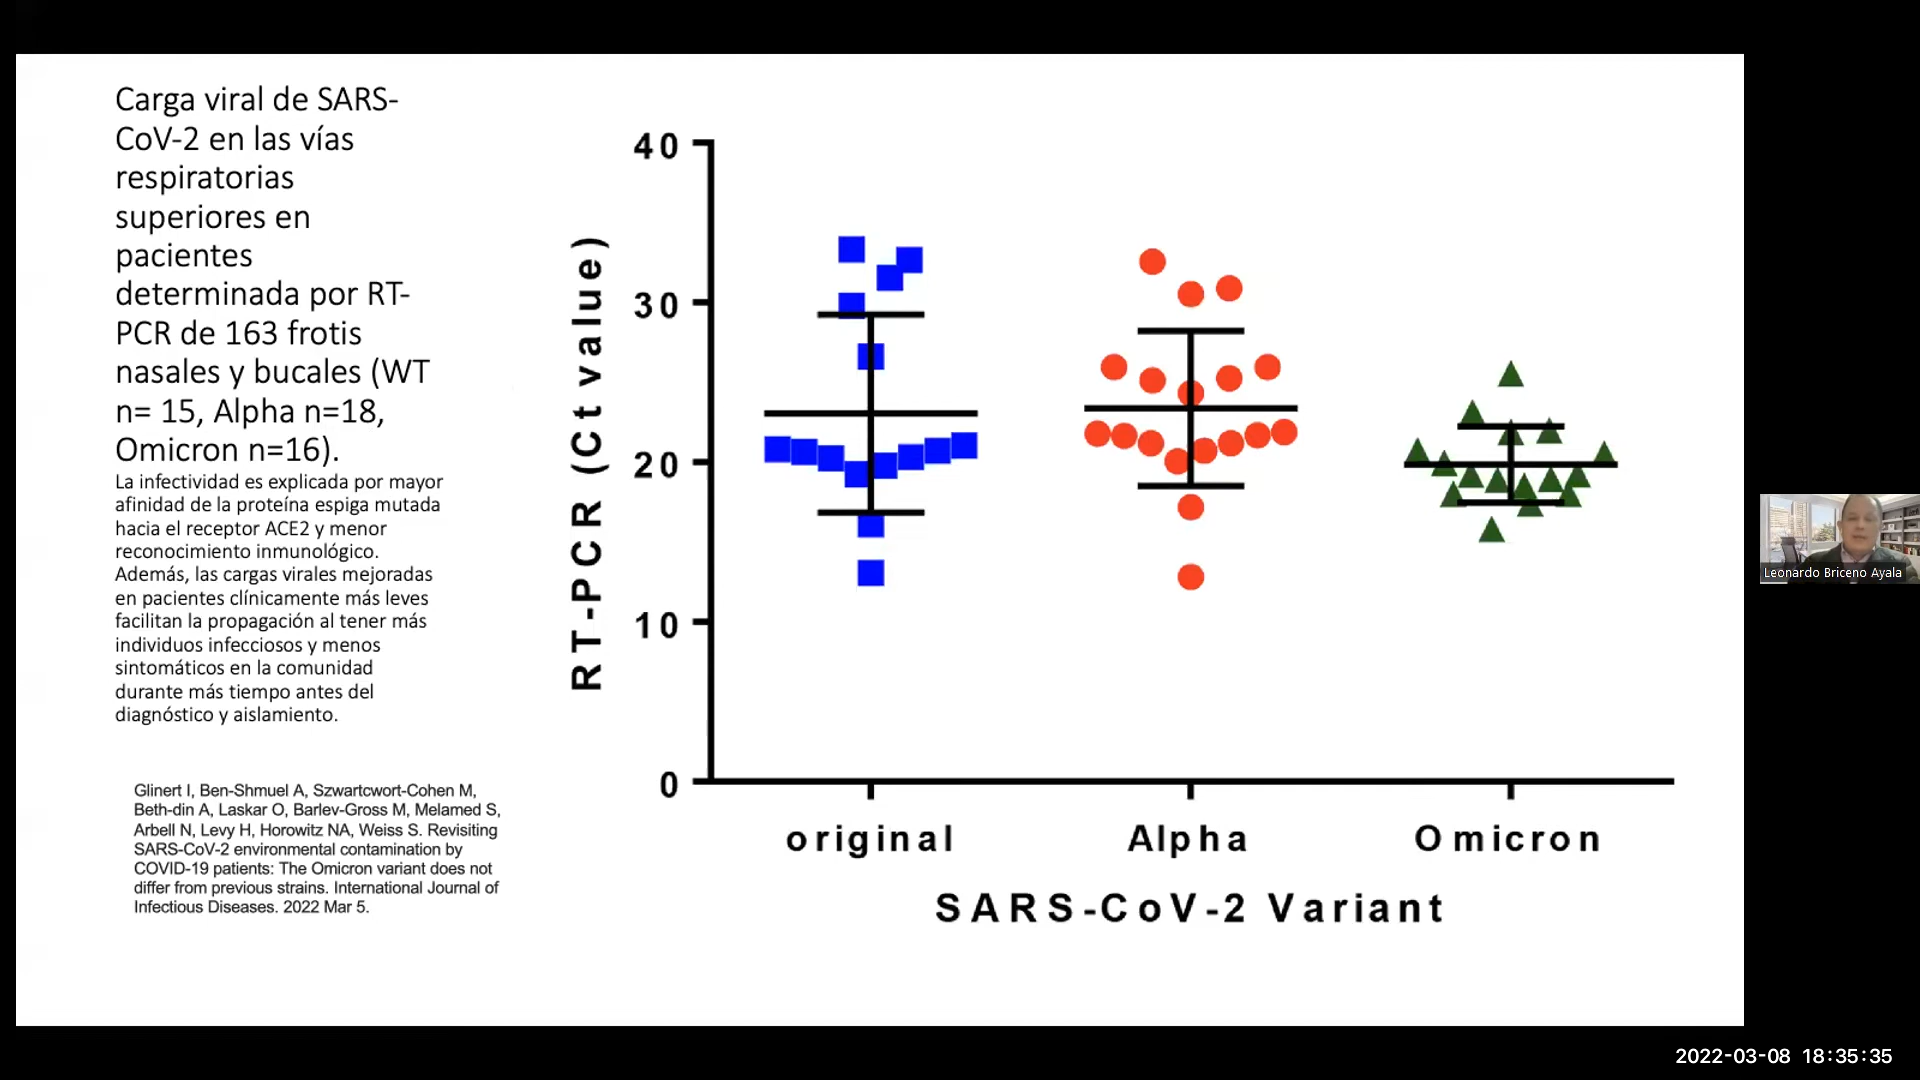 Carga viral de SARS-
CoV-2 en las vías
respiratorias
superiores en
pacientes
determinada por RT-
PCR de 163 frotis
nasales y bucales (WT
n= 15, Alpha n=18,
Omicron n=16).
La infectividad es explicada por mayor
afinidad de la proteína espiga mutada
hacia el receptor ACE2 y menor
reconocimiento inmunológico.
Además, las cargas virales mejoradas
en pacientes clínicamente más leves
facilitan la propagación al tener más
individuos infecciosos y menos
sintomáticos en la comunidad
durante más tiempo antes del
diagnóstico y aislamiento.
Glinert I, Ben-Shmuel A, Szwartcwort-Cohen M,
Beth-din A, Laskar O, Barlev-Gross M, Melamed S,
Arbell N, Levy H, Horowitz NA, Weiss S. Revisiting
SARS-CoV-2 environmental contamination by
COVID-19 patients: The Omicron variant does not
differ from previous strains. International Journal of
Infectious Diseases. 2022 Mar 5.
RT-PCR (Ct value)
40
30
20
10
0
original
Alpha
Omicron
SARS-CoV-2 Variant
Leonardo Briceno Ayala
2022-03-08 18:35:35